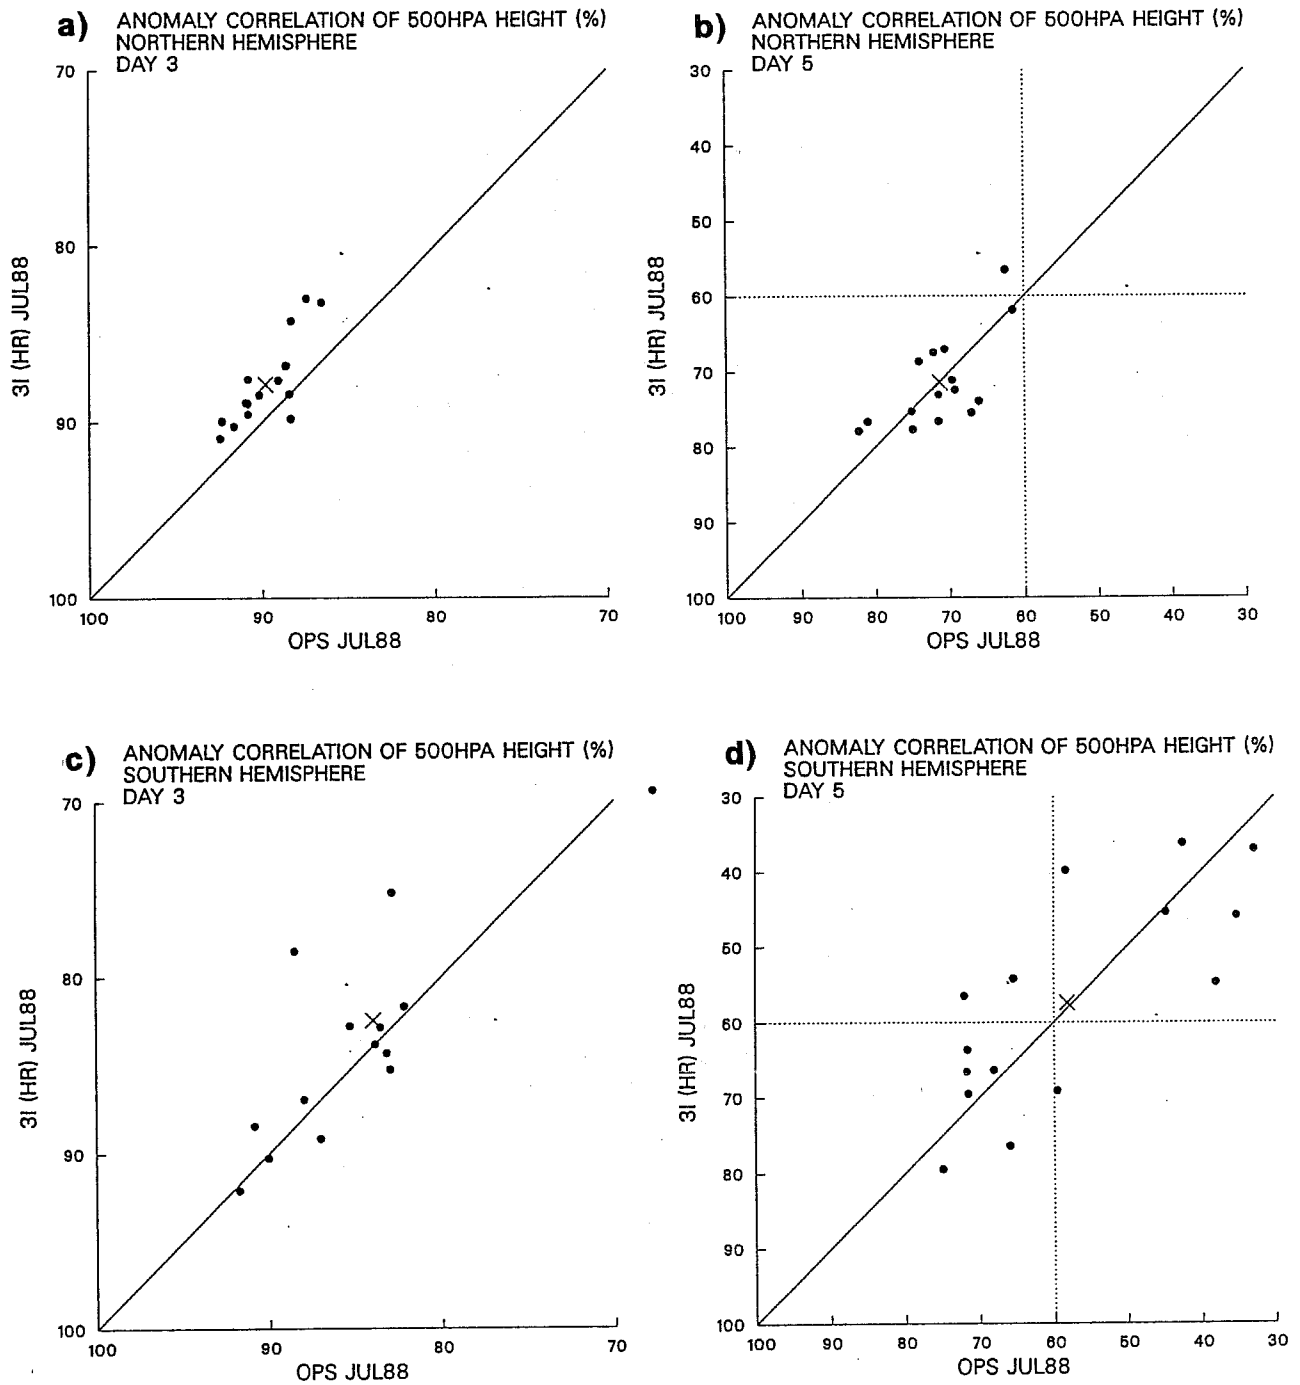 a) ANOMALY CORRELATION OF 500HPA HEIGHT (%)
NORTHERN HEMISPHERE
DAY 3
70
80
90
100
3I (HR) JUL88
100 90 80 70
OPS JUL88
b) ANOMALY CORRELATION OF 500HPA HEIGHT (%)
NORTHERN HEMISPHERE
DAY 5
30
40
50
60
70
80
90
100
3I (HR) JUL88
100 90 80 70 60 50 40 30
OPS JUL88
c) ANOMALY CORRELATION OF 500HPA HEIGHT (%)
SOUTHERN HEMISPHERE
DAY 3
70
80
90
100
3I (HR) JUL88
100 90 80 70
OPS JUL88
d) ANOMALY CORRELATION OF 500HPA HEIGHT (%)
SOUTHERN HEMISPHERE
DAY 5
30
40
50
60
70
80
90
100
3I (HR) JUL88
100 90 80 70 60 50 40 30
OPS JUL88